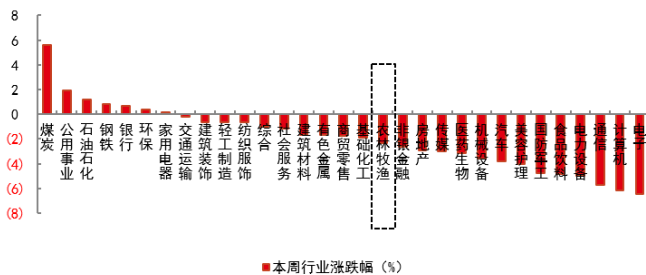 8
6
4
2
0
(2)
(4)
(6)
(8)
煤炭
公用事业
石油石化
钢铁
银行
环保
家用电器
交通运输
建筑装饰
轻工制造
纺织服饰
综合
社会服务
建筑材料
有色金属
商贸零售
基础化工
农林牧渔
非银金融
房地产
传媒
医药生物
机械设备
汽车
美容护理
国防军工
食品饮料
电力设备
通信
计算机
电子
本周行业涨跌幅（%）